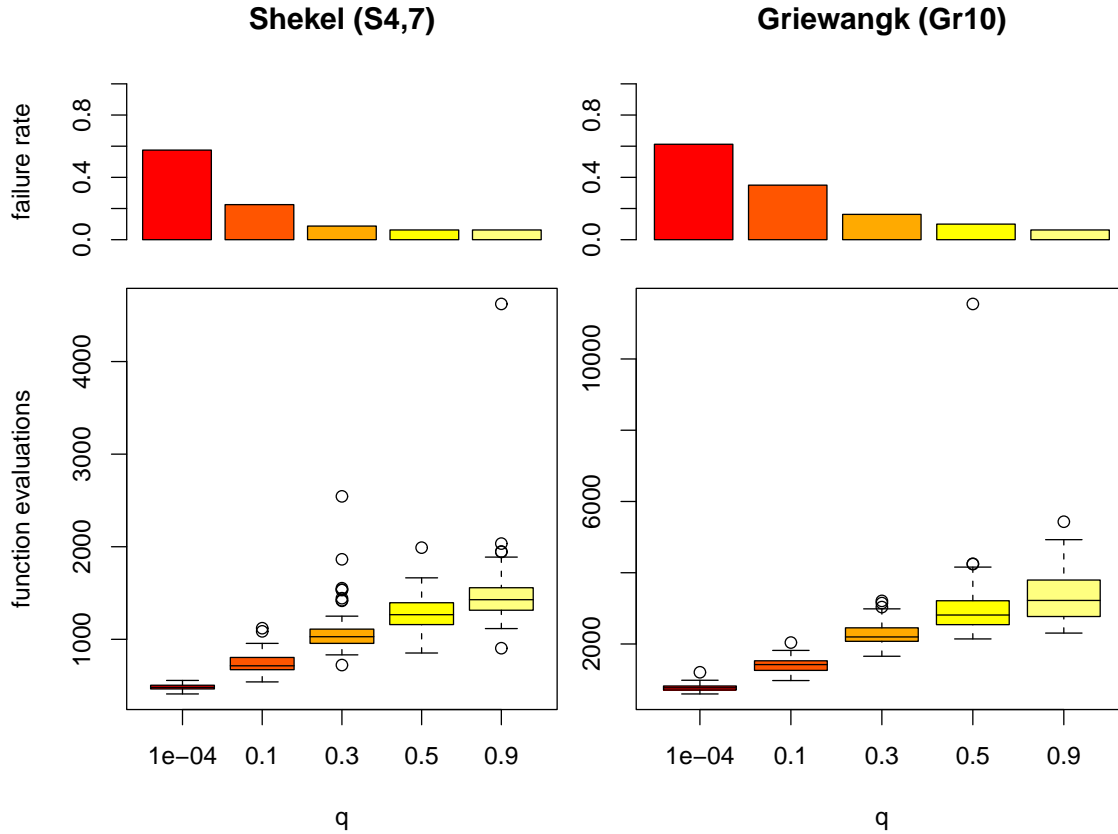 Shekel (S4,7)
Griewangk (Gr10)
failure rate
0.8
0.4
0.0
0.8
0.4
0.0
function evaluations
4000
3000
2000
1000
10000
6000
2000
1e−04 0.1 0.3 0.5 0.9
1e−04 0.1 0.3 0.5 0.9
q
q